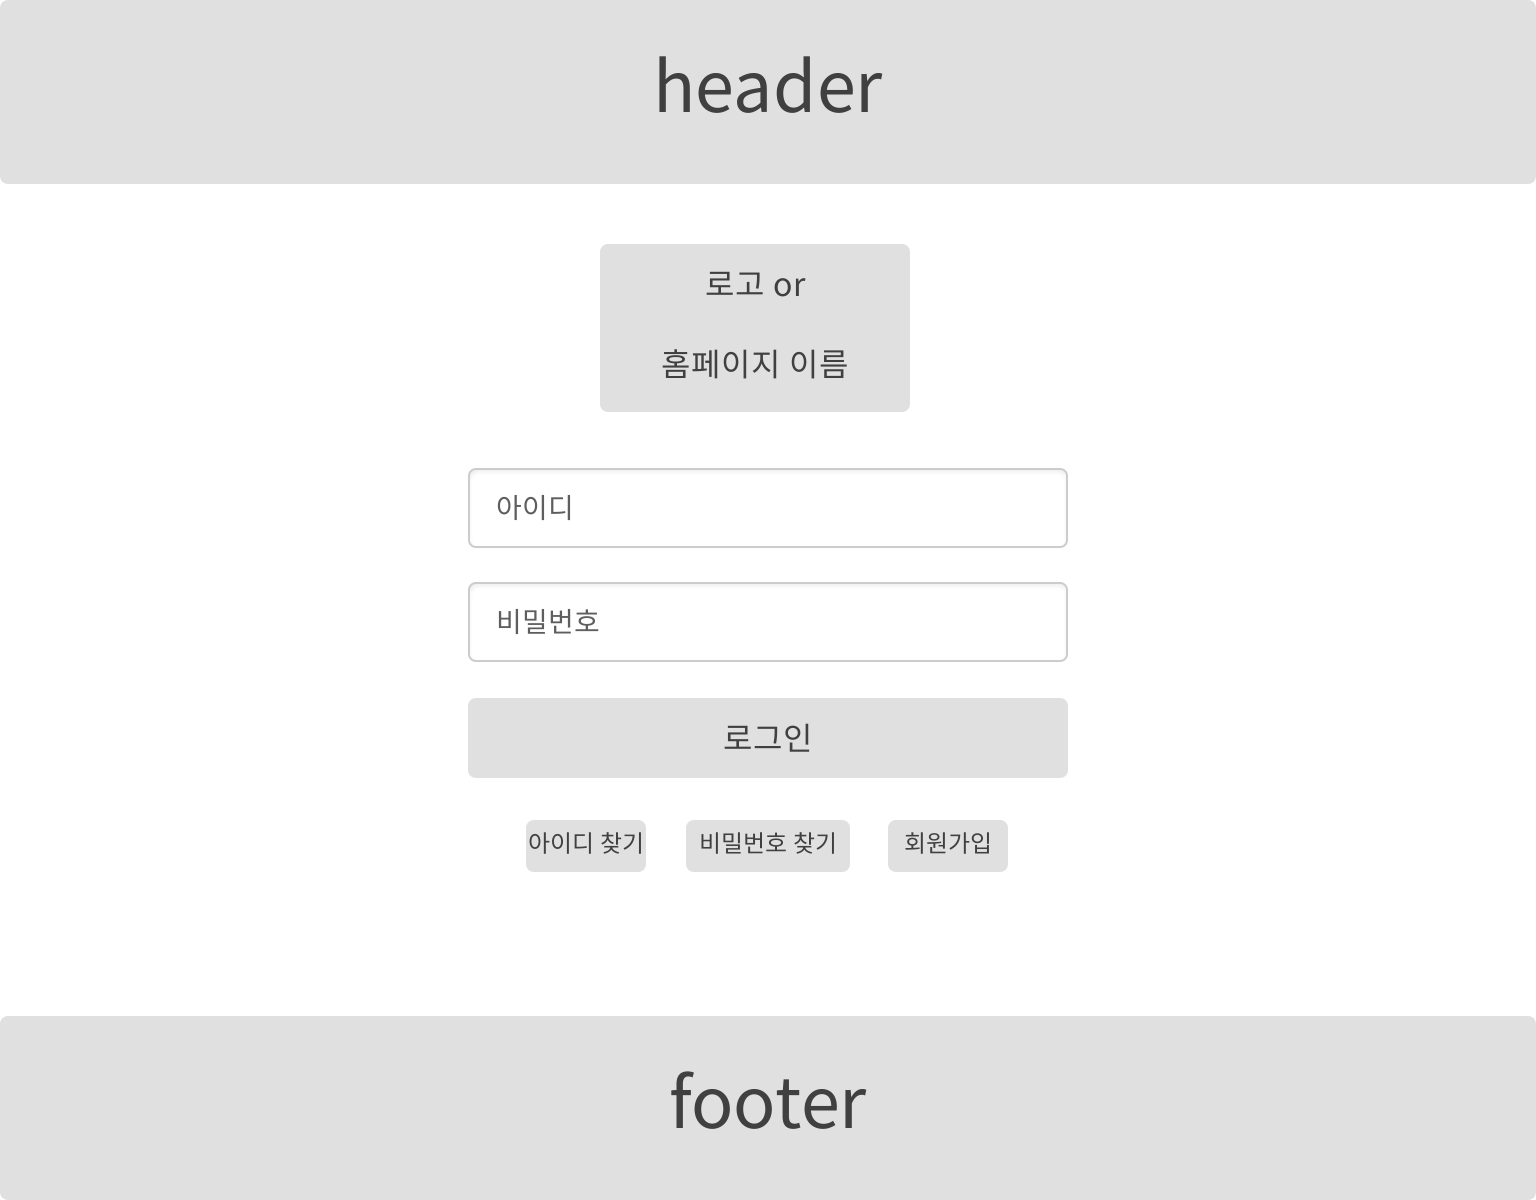 header
로고 or
홈페이지 이름
아이디
비밀번호
로그인
아이디 찾기
비밀번호 찾기
회원가입
footer